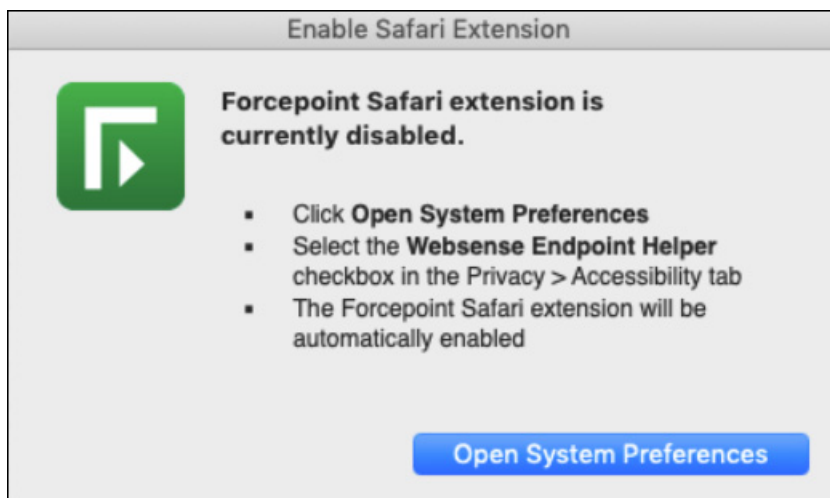 Enable Safari Extension
Forcepoint Safari extension is
currently disabled.
▪ Click Open System Preferences
▪ Select the Websense Endpoint Helper
checkbox in the Privacy > Accessibility tab
▪ The Forcepoint Safari extension will be
automatically enabled
Open System Preferences